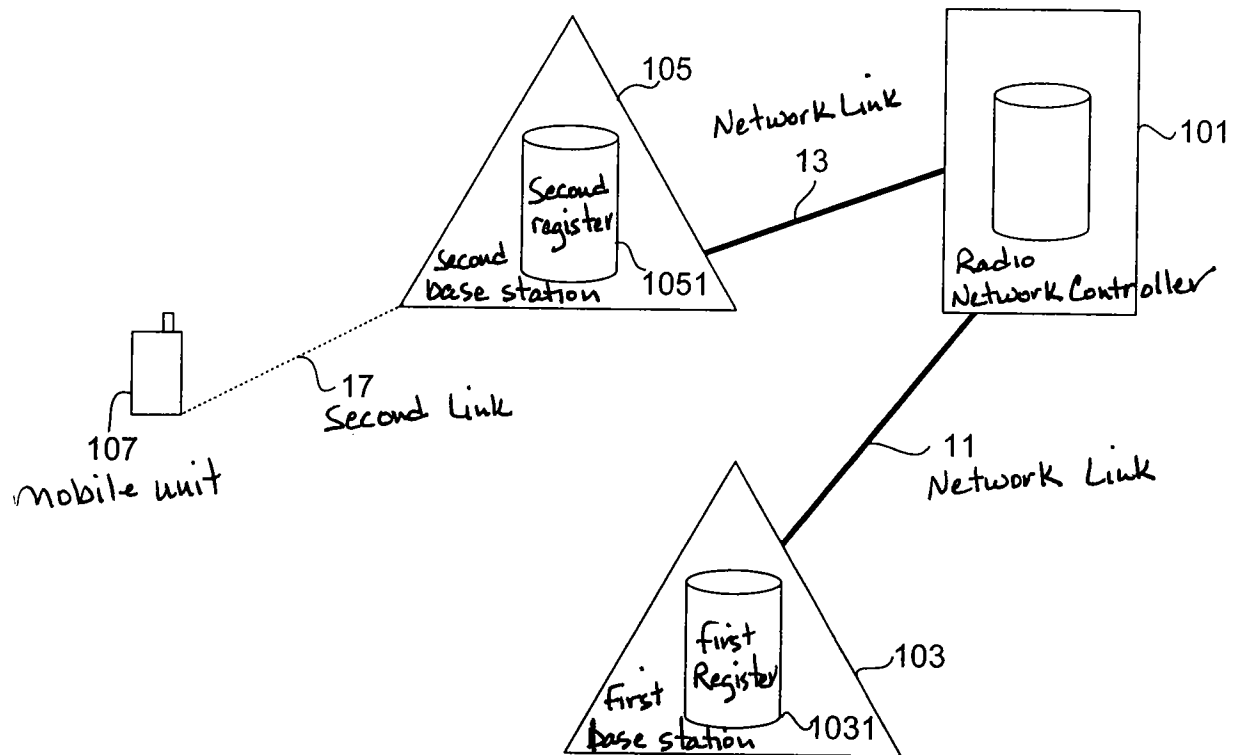 105
Network Link
13
101
Second
register
Second
base station
1051
Radio
Network Controller
17
Second Link
107
mobile unit
11
Network Link
First
Register
First
base station
103
1031